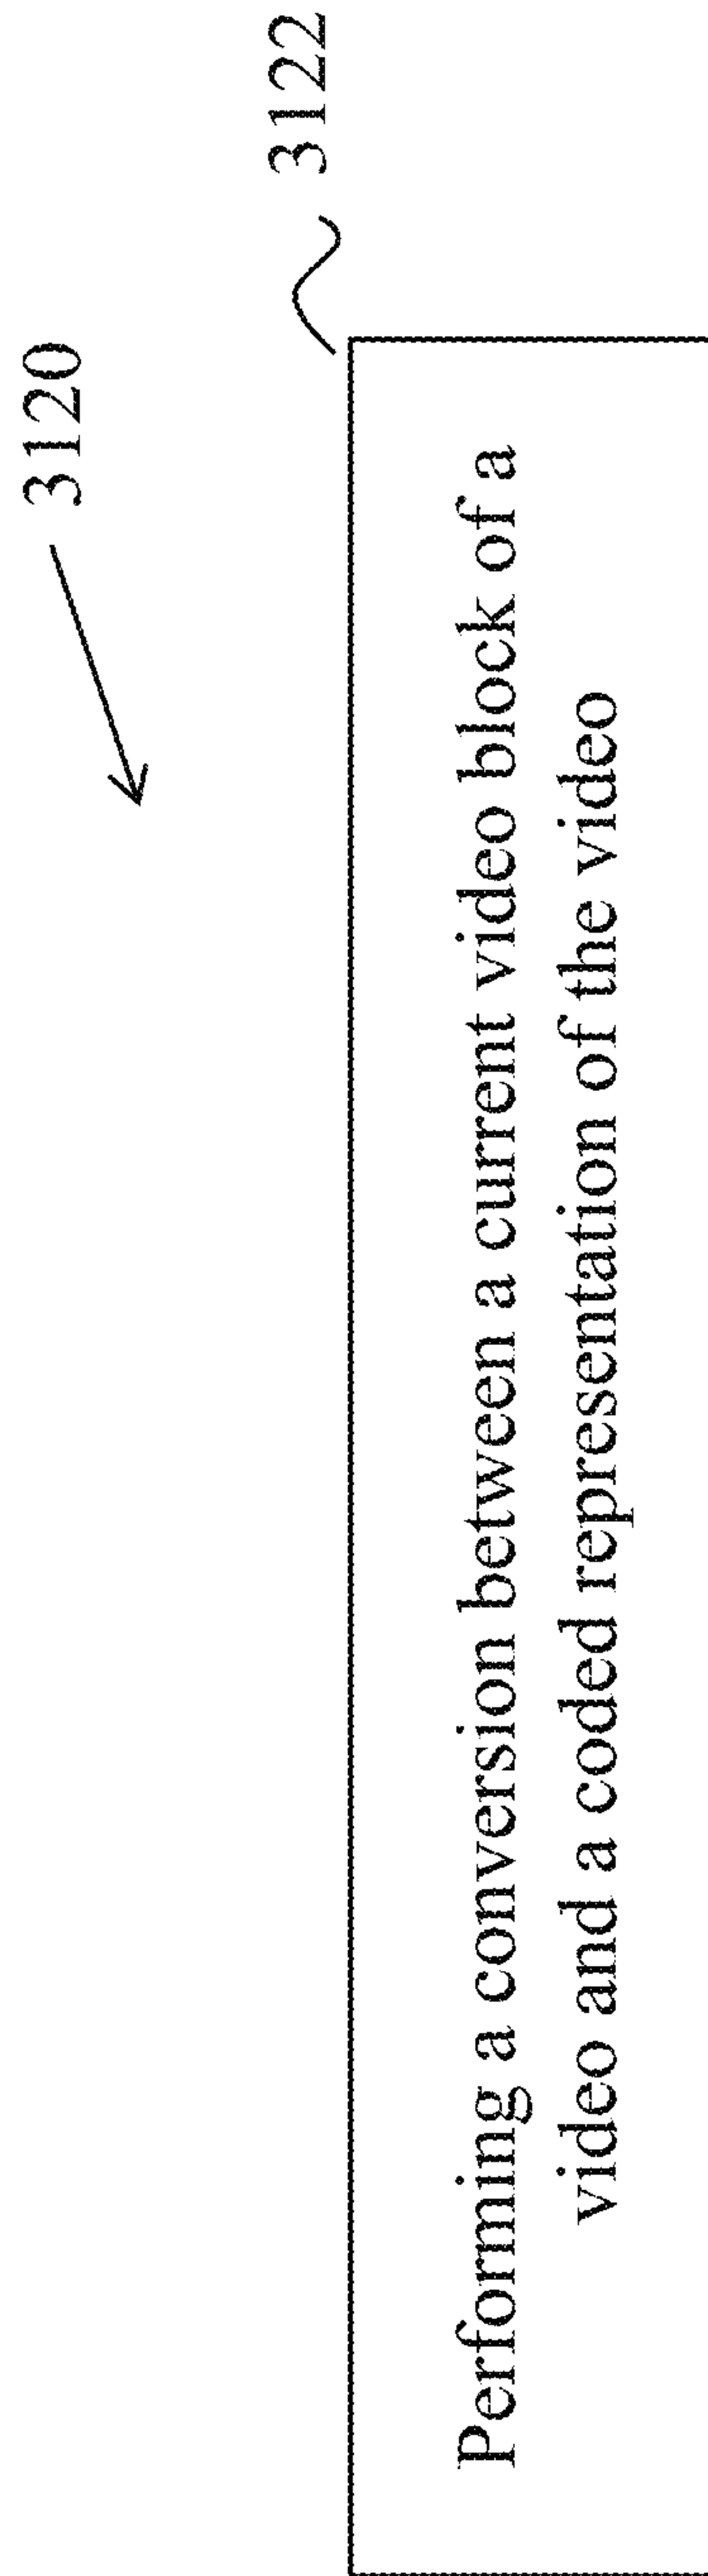 3120
3122
Performing a conversion between a current video block of a
video and a coded representation of the video